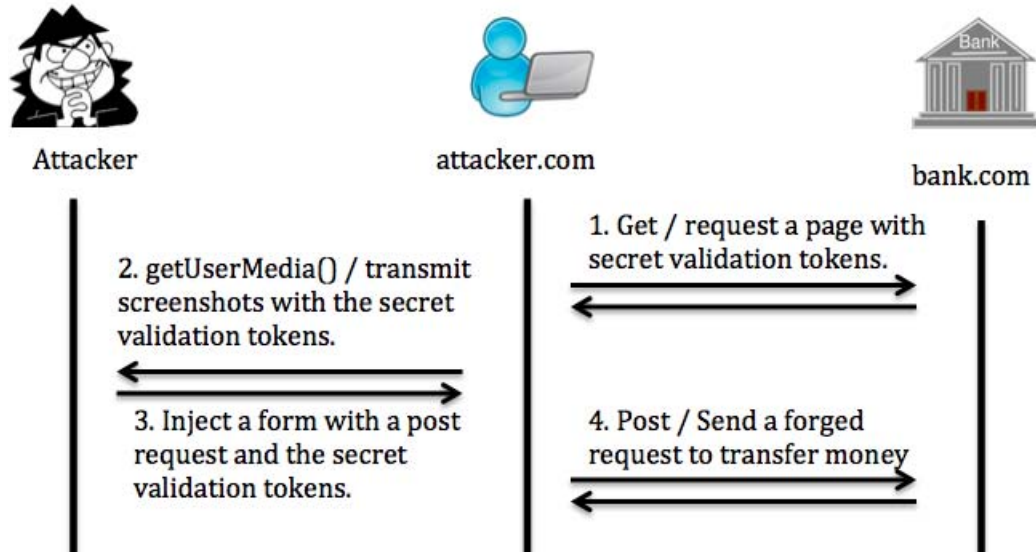 Bank
Attacker
attacker.com
bank.com
1. Get / request a page with
secret validation tokens.
2. getUserMedia() / transmit
screenshots with the secret
validation tokens.
3. Inject a form with a post
request and the secret
validation tokens.
4. Post / Send a forged
request to transfer money